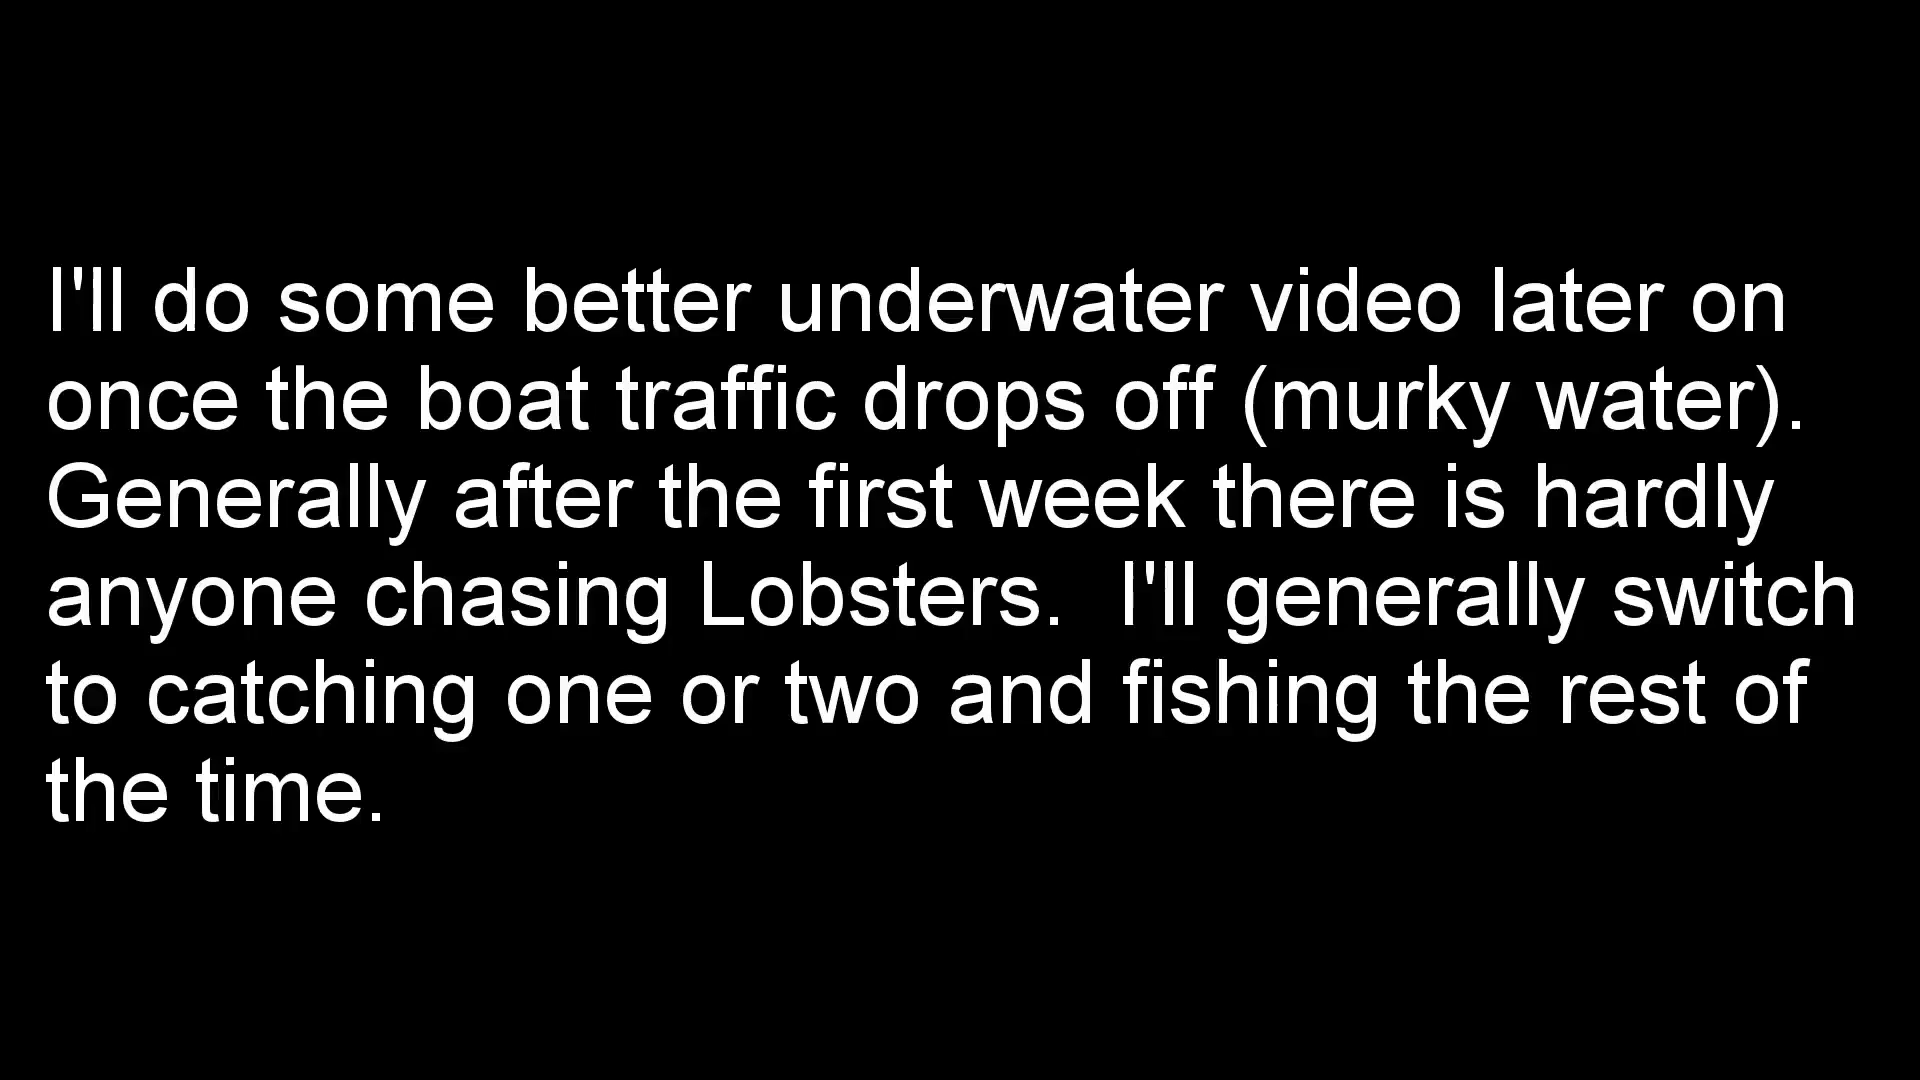 I'll do some better underwater video later on
once the boat traffic drops off (murky water).
Generally after the first week there is hardly
anyone chasing Lobsters.  I'll generally switch
to catching one or two and fishing the rest of
the time.